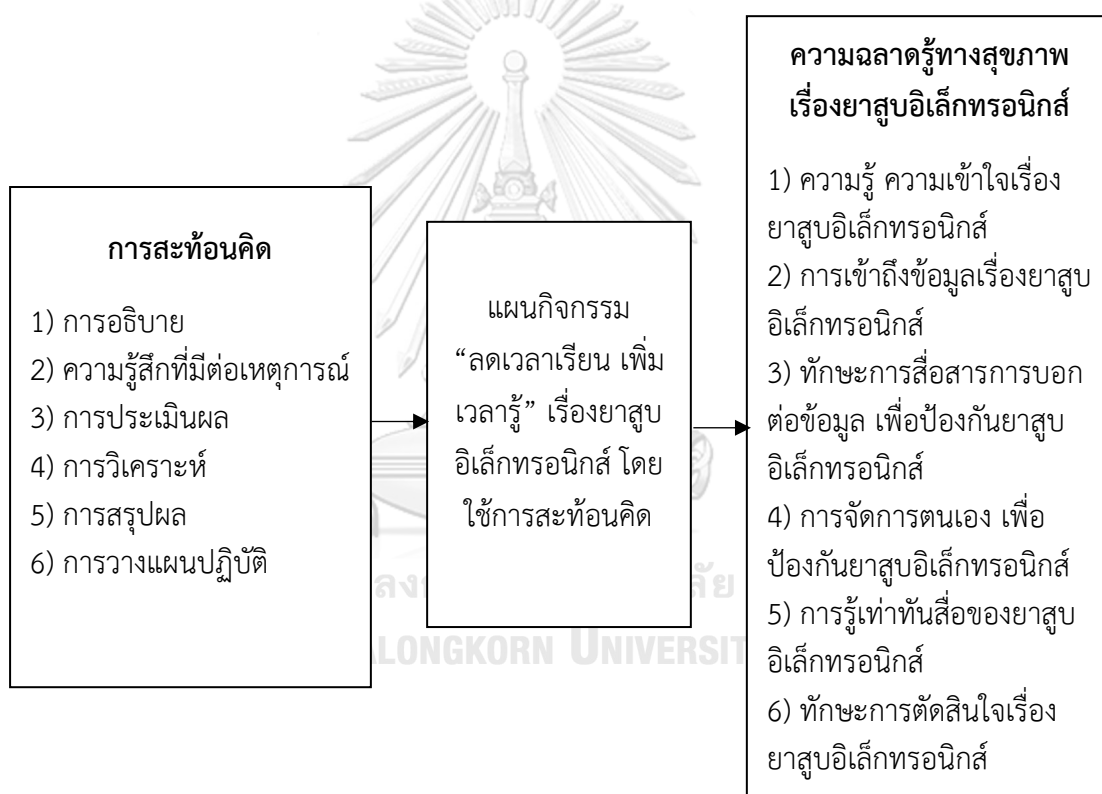 การสะท้อนคิด
1) การอธิบาย
2) ความรู้สึกที่มีต่อเหตุการณ์
3) การประเมินผล
4) การวิเคราะห์
5) การสรุปผล
6) การวางแผนปฏิบัติ
แผนกิจกรรม
“ลดเวลาเรียน เพิ่ม
เวลารู้” เรื่องยาสูบ
อิเล็กทรอนิกส์ โดย
ใช้การสะท้อนคิด
ความฉลาดรู้ทางสุขภาพ
เรื่องยาสูบอิเล็กทรอนิกส์
1) ความรู้ ความเข้าใจเรื่อง
ยาสูบอิเล็กทรอนิกส์
2) การเข้าถึงข้อมูลเรื่องยาสูบ
อิเล็กทรอนิกส์
3) ทักษะการสื่อสารการบอก
ต่อข้อมูล เพื่อป้องกันยาสูบ
อิเล็กทรอนิกส์
4) การจัดการตนเอง เพื่อ
ป้องกันยาสูบอิเล็กทรอนิกส์
5) การรู้เท่าทันสื่อของยาสูบ
อิเล็กทรอนิกส์
6) ทักษะการตัดสินใจเรื่อง
ยาสูบอิเล็กทรอนิกส์
ลง ลัย
LONGKORN UNIVERSIT